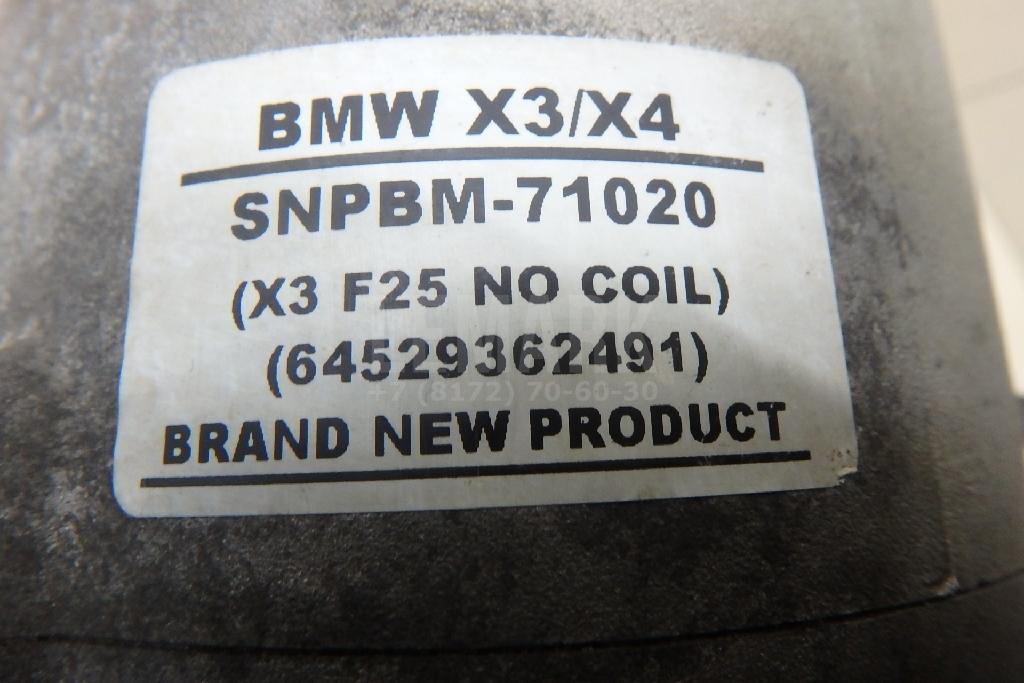 BMW X3/X4
SNPBM-71020
(X3 F25 NO COIL)
(64529362491)
+7 (8172) 70-60-30
BRAND NEW PRODUCT